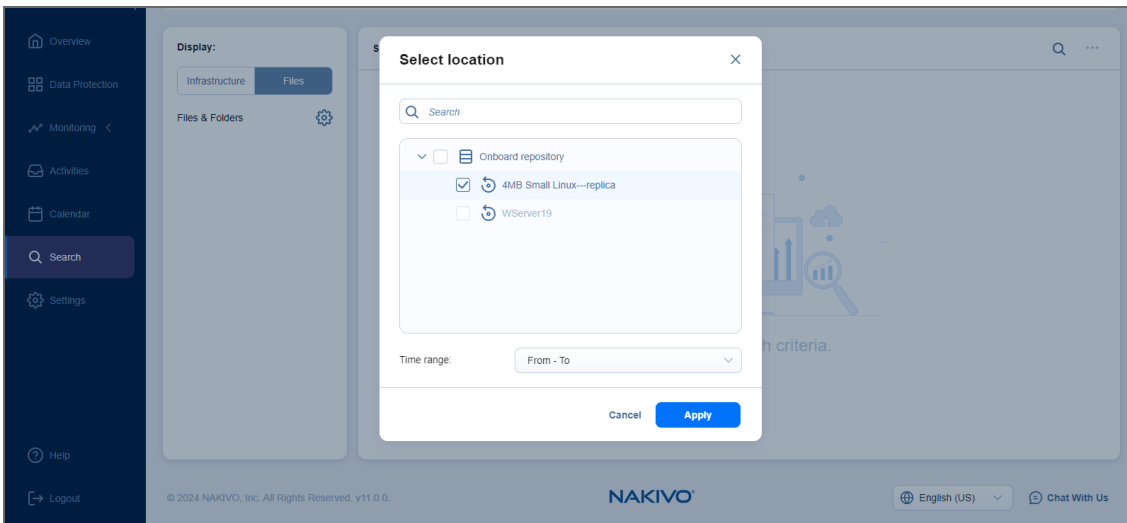 Overview
Data Protection
Monitoring
Activities
Calendar
Search
Settings
Help
Logout
Display:
Infrastructure
Files
Files & Folders
S
Select location
Search
Onboard repository
4MB Small Linux---replica
WServer19
Time range:
From - To
Cancel
Apply
h criteria.
© 2024 NAKIVO, Inc. All Rights Reserved. v11.0.0.
NAKIVO®
English (US)
Chat With Us